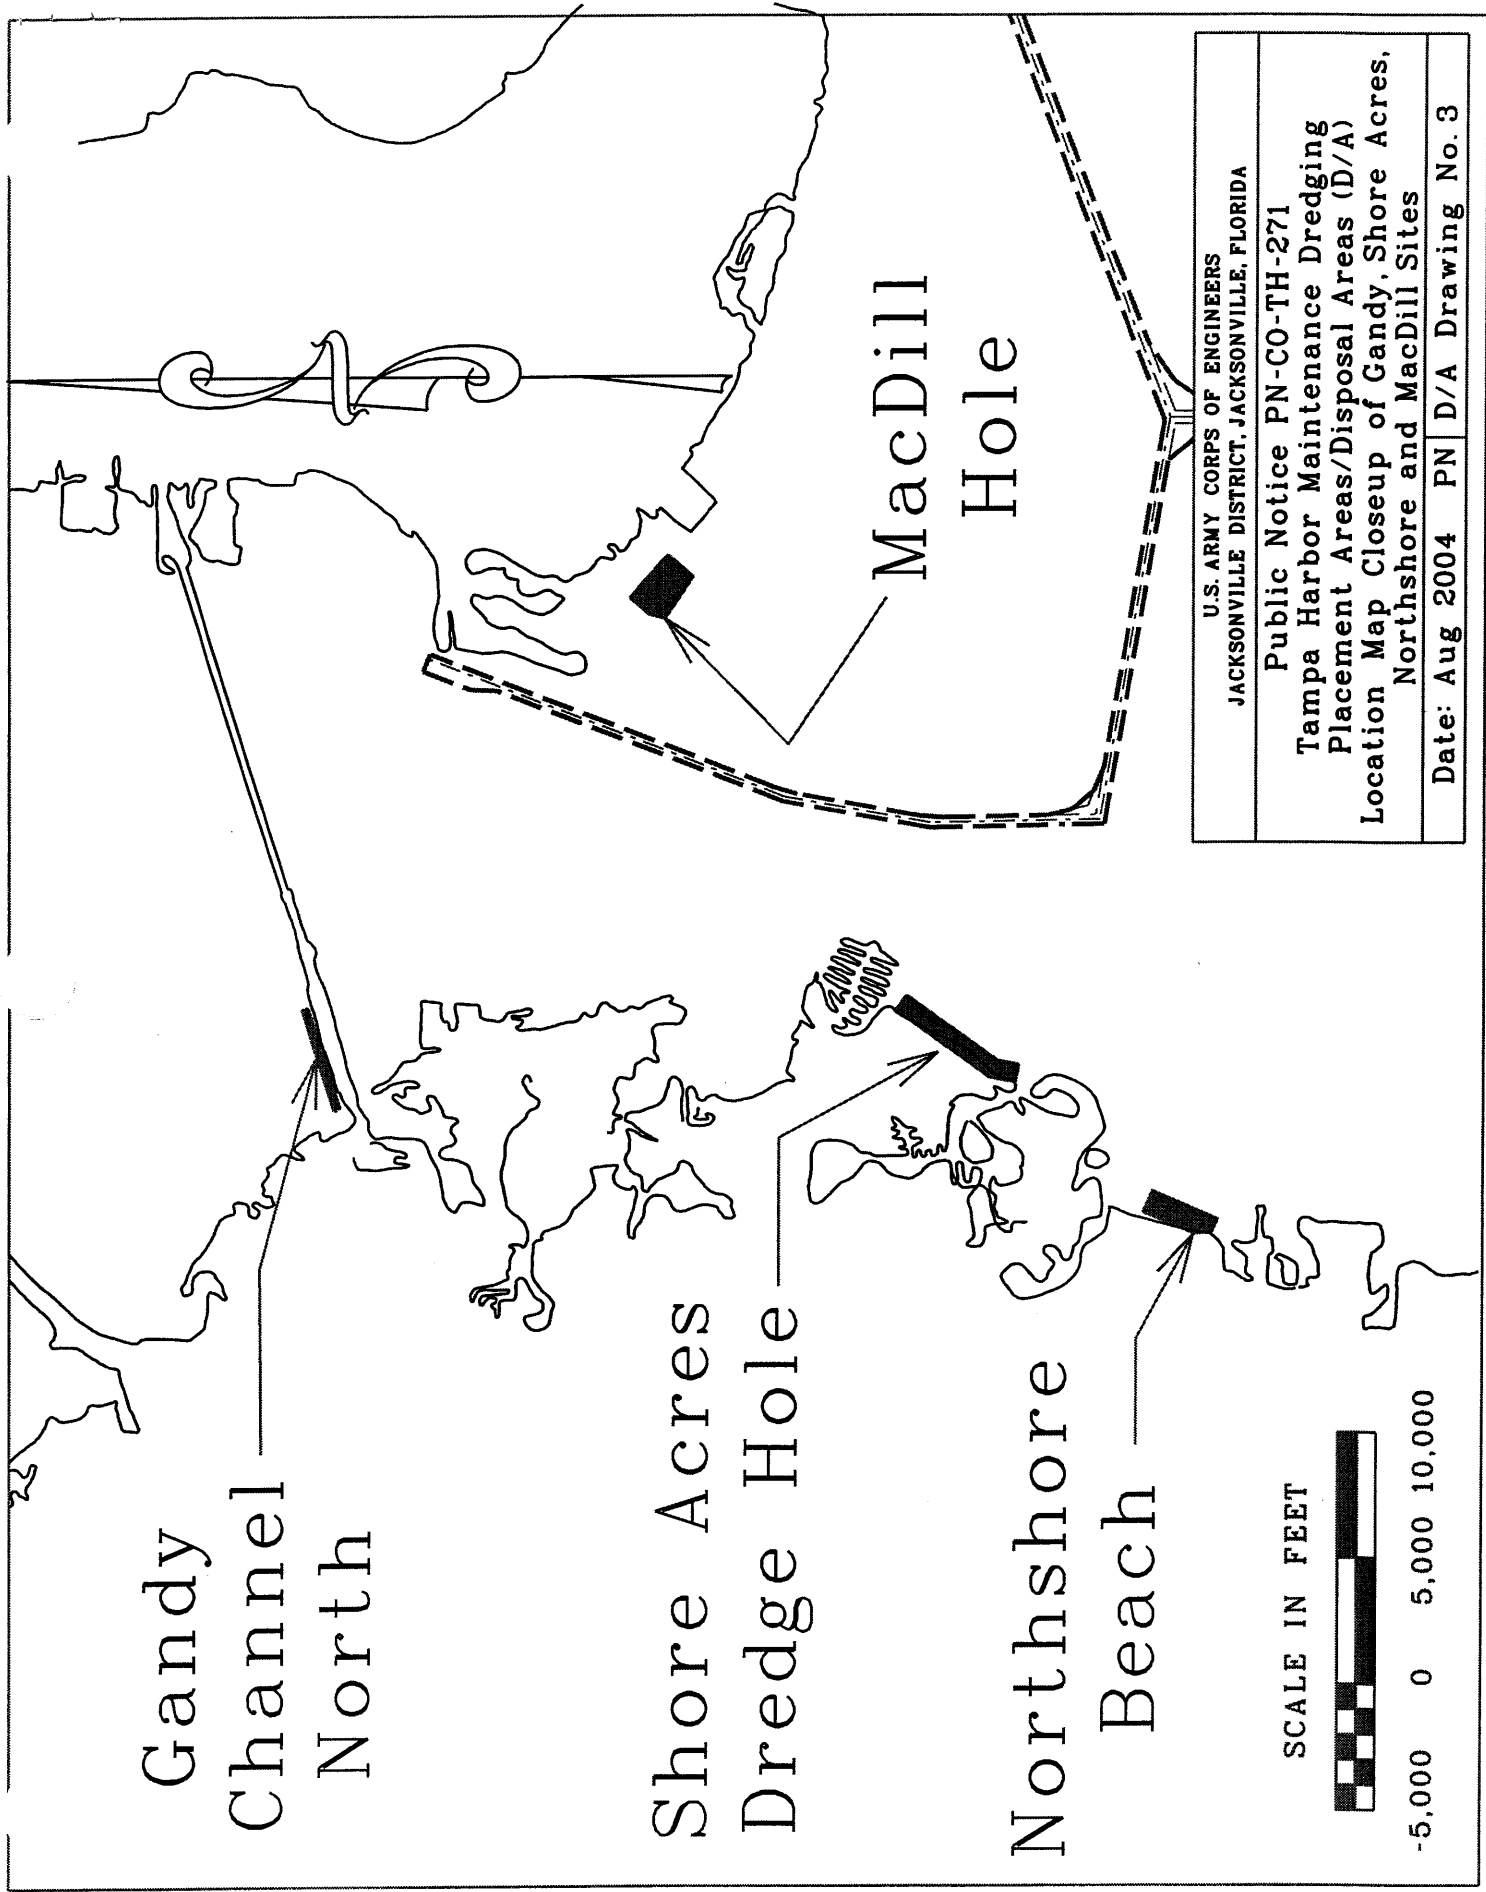 Gandy
Channel
North
Shore Acres
Dredge Hole
Northshore
Beach
MacDill
Hole
SCALE IN FEET
-5,000 0 5,000 10,000
U.S. ARMY CORPS OF ENGINEERS
JACKSONVILLE DISTRICT, JACKSONVILLE, FLORIDA
Public Notice PN-CO-TH-271
Tampa Harbor Maintenance Dredging
Placement Areas/Disposal Areas (D/A)
Location Map Closeup of Gandy, Shore Acres,
Northshore and MacDill Sites
Date: Aug 2004 PN D/A Drawing No. 3